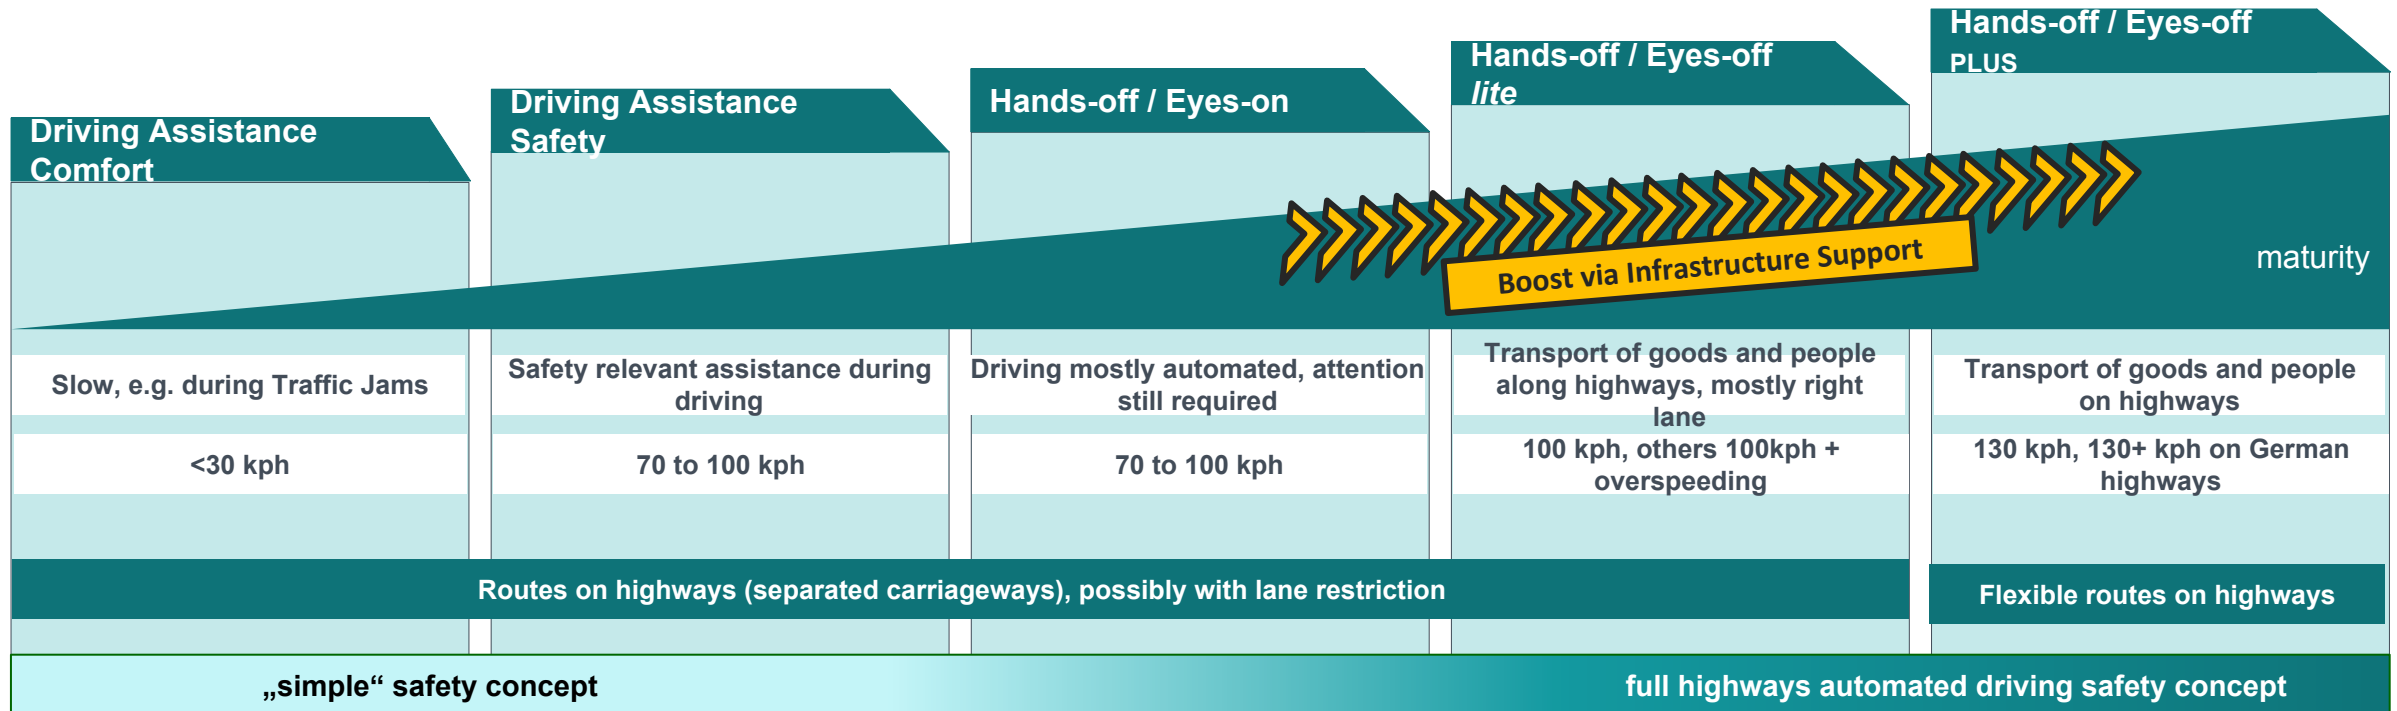 Driving Assistance
Comfort
Driving Assistance
Safety
Hands-off / Eyes-on
Hands-off / Eyes-off
lite
Hands-off / Eyes-off
PLUS
Boost via Infrastructure Support
maturity
Slow, e.g. during Traffic Jams
Safety relevant assistance during
driving
Driving mostly automated, attention
still required
Transport of goods and people
along highways, mostly right
lane
Transport of goods and people
on highways
<30 kph
70 to 100 kph
70 to 100 kph
100 kph, others 100kph +
overspeeding
130 kph, 130+ kph on German
highways
Routes on highways (separated carriageways), possibly with lane restriction
Flexible routes on highways
„simple“ safety concept
full highways automated driving safety concept